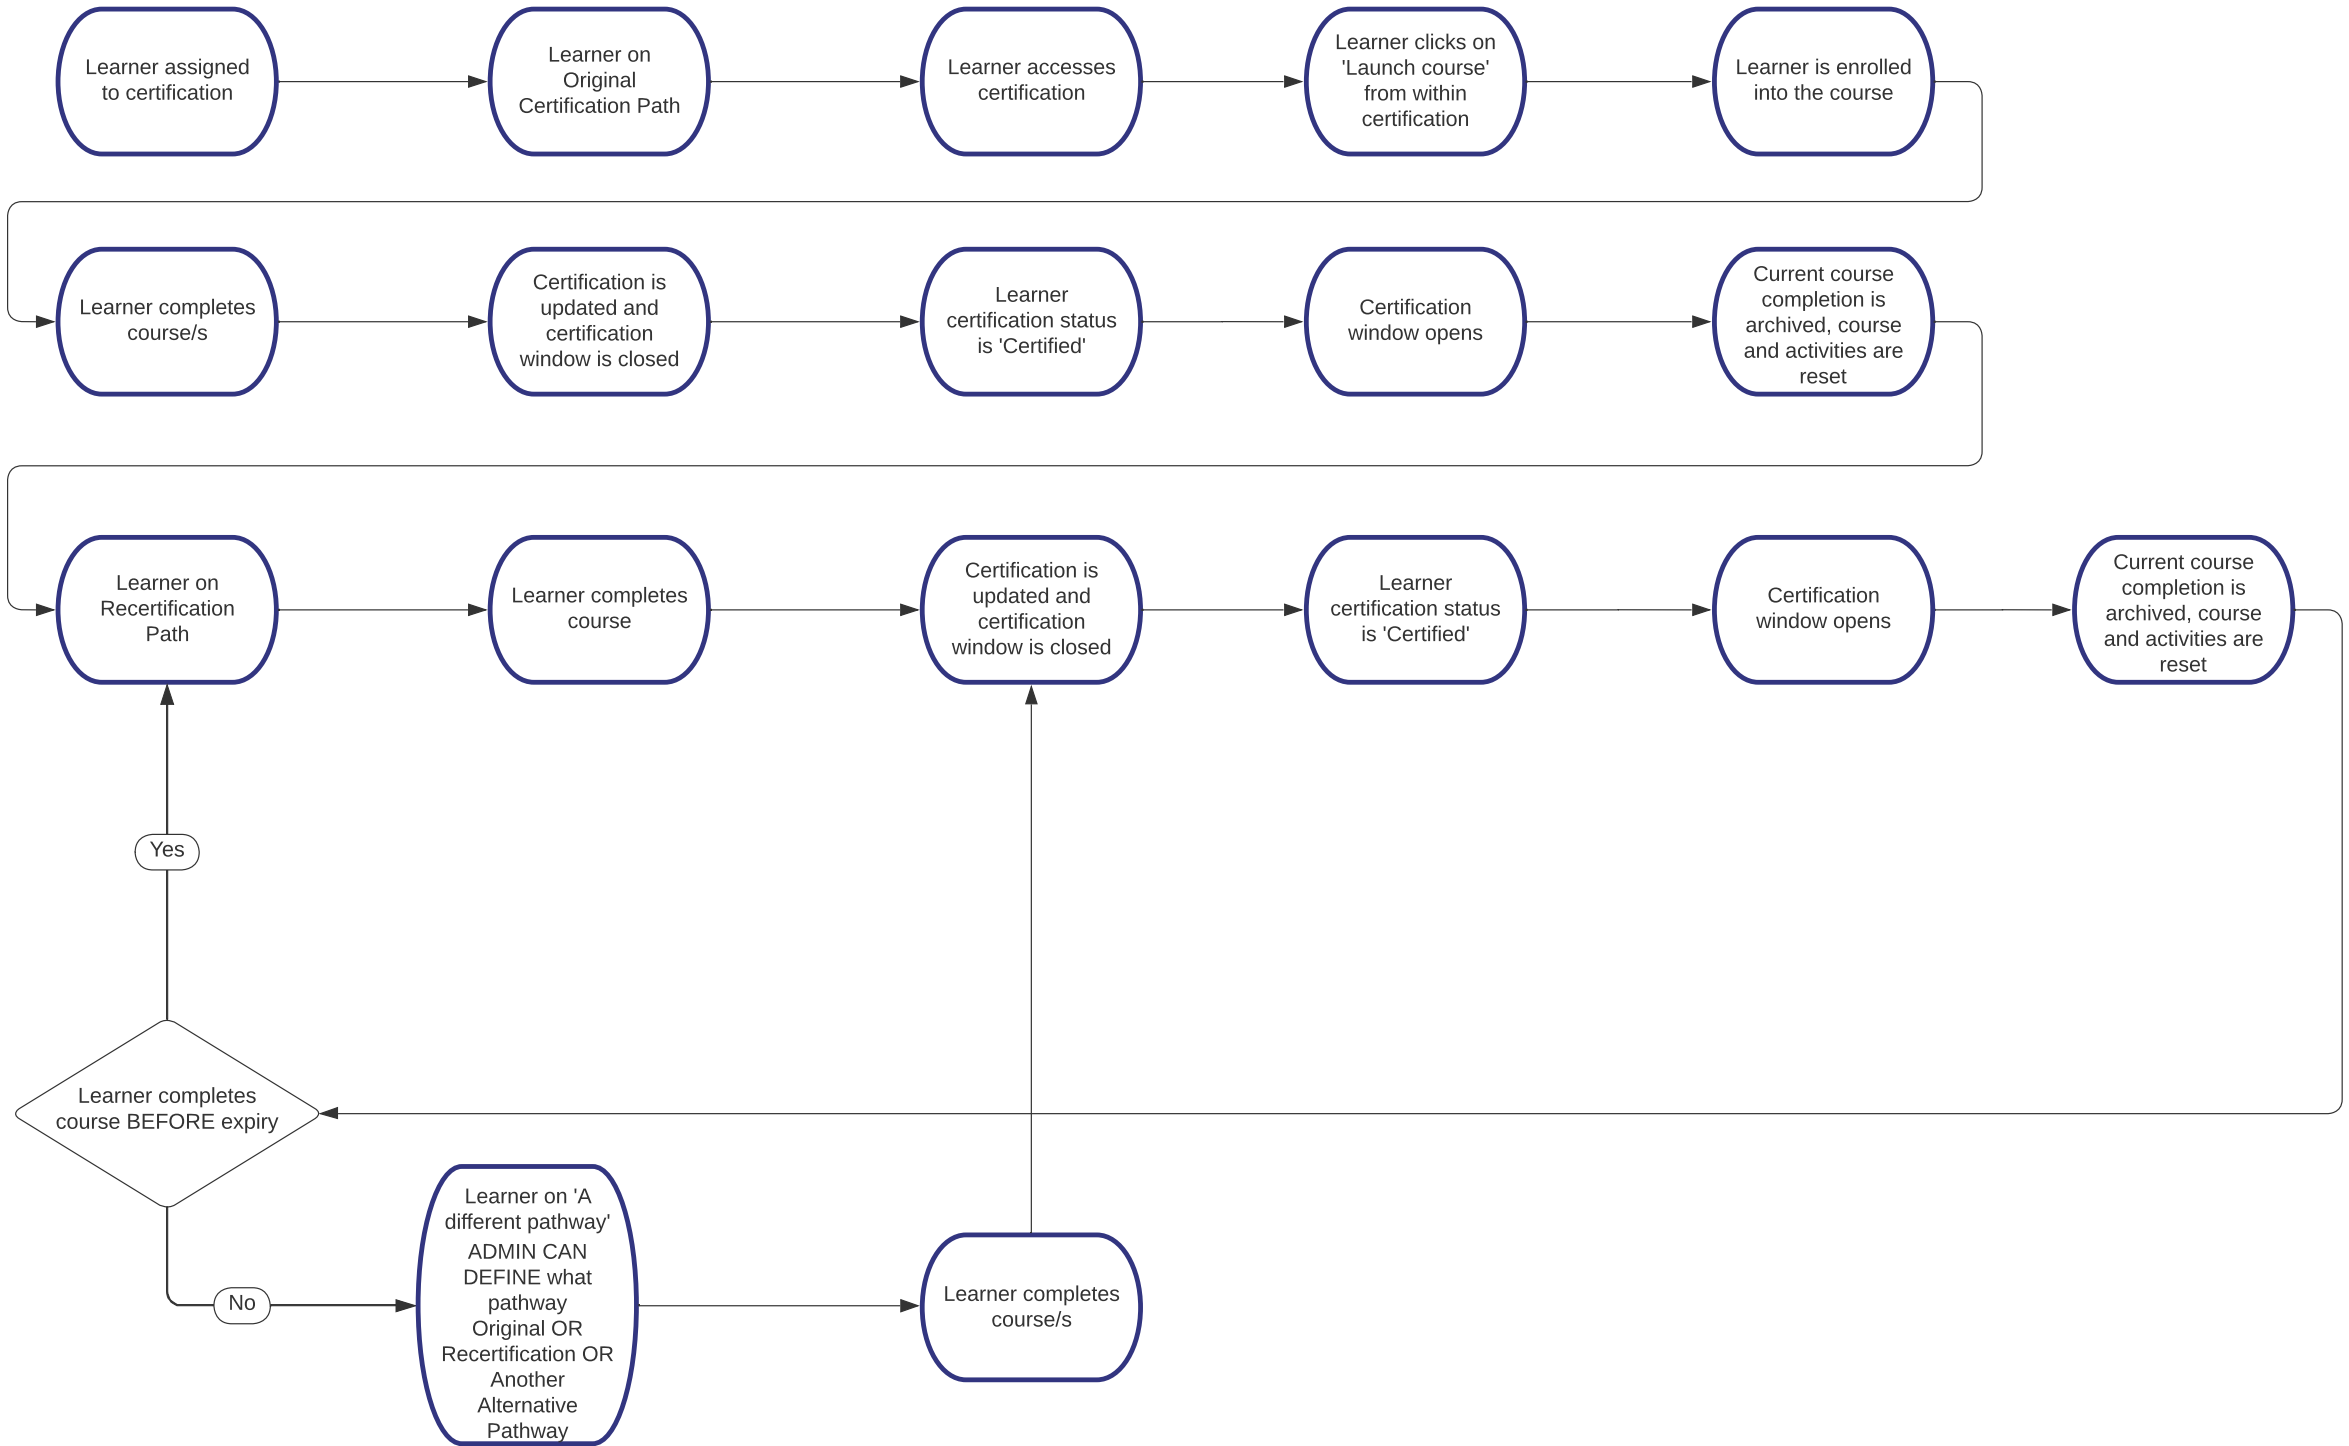 Learner assigned
to certification
Learner on
Original
Certification Path
Learner accesses
certification
Learner clicks on
'Launch course'
from within
certification
Learner is enrolled
into the course
Learner completes
course/s
Certification is
updated and
certification
window is closed
Learner
certification status
is 'Certified'
Certification
window opens
Current course
completion is
archived, course
and activities are
reset
Learner on
Recertification
Path
Learner completes
course
Certification is
updated and
certification
window is closed
Learner
certification status
is 'Certified'
Certification
window opens
Current course
completion is
archived, course
and activities are
reset
Yes
Learner completes
course BEFORE expiry
No
Learner on 'A
different pathway'
ADMIN CAN
DEFINE what
pathway
Original OR
Recertification OR
Another
Alternative
Pathway
Learner completes
course/s